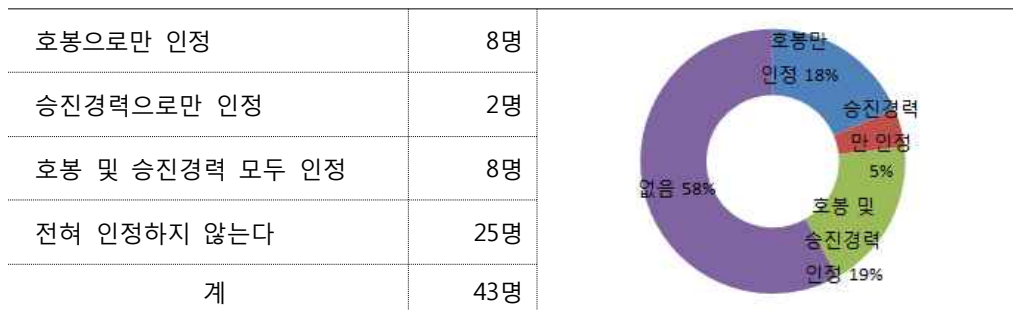 호봉으로만 인정 8명
승진경력으로만 인정 2명
호봉 및 승진경력 모두 인정 8명
전혀 인정하지 않는다 25명
계 43명
호봉만
인정 18%
승진경력
만 인정
5%
호봉 및
승진경력
인정 19%
없음 58%